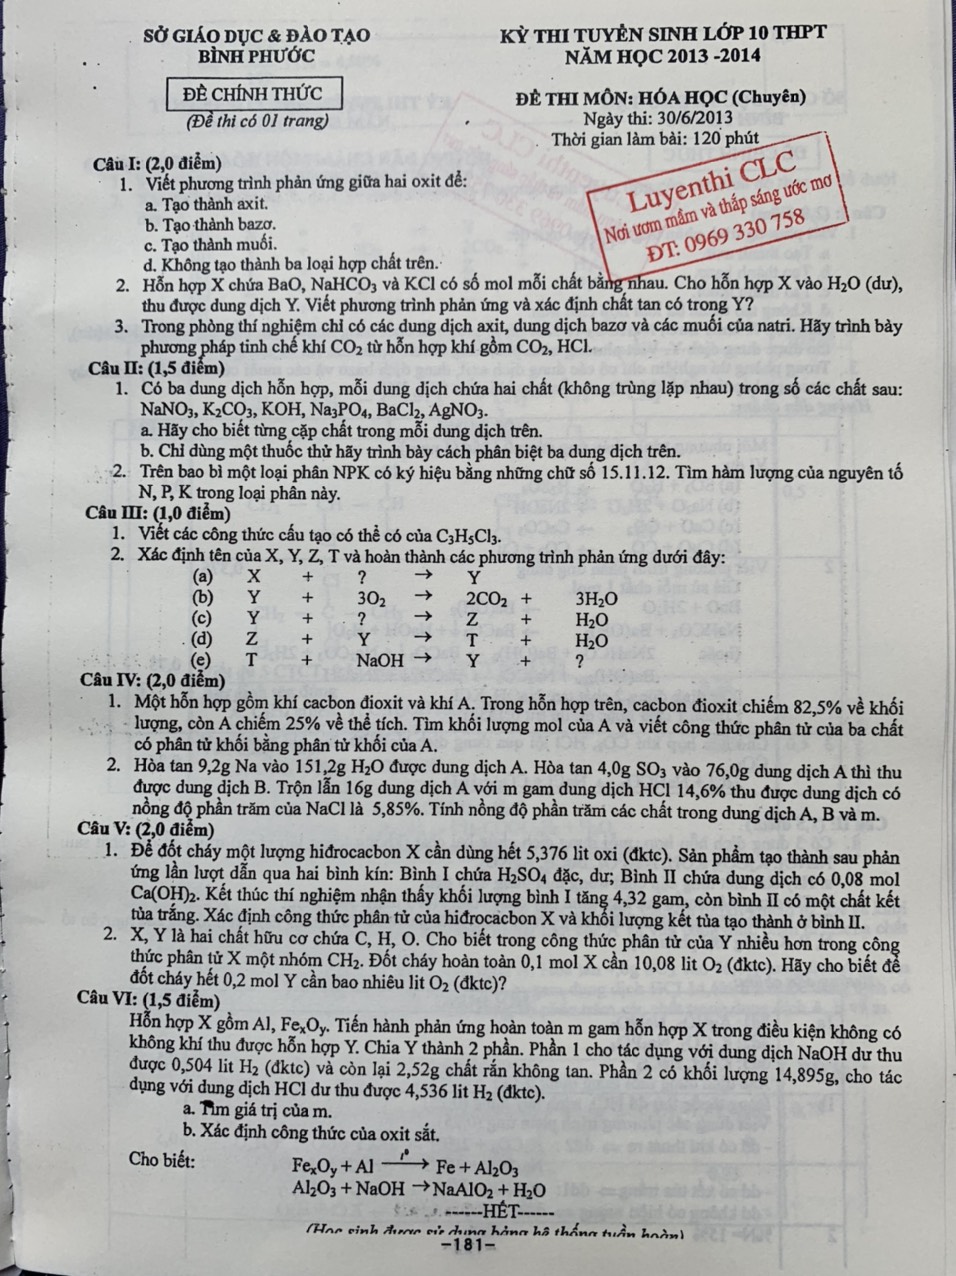 SỞ GIÁO DỤC & ĐÀO TẠO
BÌNH PHƯỚC
ĐỀ CHÍNH THỨC
(Đề thi có 01 trang)
KỲ THI TUYỂN SINH LỚP 10 THPT
NĂM HỌC 2013 -2014
ĐỀ THI MÔN: HÓA HỌC (Chuyên)
Ngày thi: 30/6/2013
Thời gian làm bài: 120 phút
Luyenthi CLC
Nơi ươm mầm và thắp sáng ước mơ
ĐT: 0969 330 758
Câu I: (2,0 điểm)
1. Viết phương trình phản ứng giữa hai oxit để:
a. Tạo thành axit.
b. Tạo thành bazơ.
c. Tạo thành muối.
d. Không tạo thành ba loại hợp chất trên.
2. Hỗn hợp X chứa BaO, NaHCO₃ và KCl có số mol mỗi chất bằng nhau. Cho hỗn hợp X vào H₂O (dư),
thu được dung dịch Y. Viết phương trình phản ứng và xác định chất tan có trong Y?
3. Trong phòng thí nghiệm chỉ có các dung dịch axit, dung dịch bazơ và các muối của natri. Hãy trình bày
phương pháp tinh chế khí CO₂ từ hỗn hợp khí gồm CO₂, HCl.
Câu II: (1,5 điểm)
1. Có ba dung dịch hỗn hợp, mỗi dung dịch chứa hai chất (không trùng lặp nhau) trong số các chất sau:
NaNO₃, K₂CO₃, KOH, Na₃PO₄, BaCl₂, AgNO₃.
a. Hãy cho biết từng cặp chất trong mỗi dung dịch trên.
b. Chỉ dùng một thuốc thử hãy trình bày cách phân biệt ba dung dịch trên.
2. Trên bao bì một loại phân NPK có ký hiệu bằng những chữ số 15.11.12. Tìm hàm lượng của nguyên tố
N, P, K trong loại phân này.
Câu III: (1,0 điểm)
1. Viết các công thức cấu tạo có thể có của C₃H₅Cl₃.
2. Xác định tên của X, Y, Z, T và hoàn thành các phương trình phản ứng dưới đây:
(a) X + ? → Y
(b) Y + 3O₂ → 2CO₂ + 3H₂O
(c) Y + ? → Z + H₂O
(d) Z + Y → T + H₂O
(e) T + NaOH → Y + ?
Câu IV: (2,0 điểm)
1. Một hỗn hợp gồm khí cacbon đioxit và khí A. Trong hỗn hợp trên, cacbon đioxit chiếm 82,5% về khối
lượng, còn A chiếm 25% về thể tích. Tìm khối lượng mol của A và viết công thức phân tử của ba chất
có phân tử khối bằng phân tử khối của A.
2. Hòa tan 9,2g Na vào 151,2g H₂O được dung dịch A. Hòa tan 4,0g SO₃ vào 76,0g dung dịch A thì thu
được dung dịch B. Trộn lẫn 16g dung dịch A với m gam dung dịch HCl 14,6% thu được dung dịch có
nồng độ phần trăm của NaCl là 5,85%. Tính nồng độ phần trăm các chất trong dung dịch A, B và m.
Câu V: (2,0 điểm)
1. Để đốt cháy một lượng hiđrocacbon X cần dùng hết 5,376 lit oxi (đktc). Sản phẩm tạo thành sau phản
ứng lần lượt dẫn qua hai bình kín: Bình I chứa H₂SO₄ đặc, dư; Bình II chứa dung dịch có 0,08 mol
Ca(OH)₂. Kết thúc thí nghiệm nhận thấy khối lượng bình I tăng 4,32 gam, còn bình II có một chất kết
tủa trắng. Xác định công thức phân tử của hiđrocacbon X và khối lượng kết tủa tạo thành ở bình II.
2. X, Y là hai chất hữu cơ chứa C, H, O. Cho biết trong công thức phân tử của Y nhiều hơn trong công
thức phân tử X một nhóm CH₂. Đốt cháy hoàn toàn 0,1 mol X cần 10,08 lit O₂ (đktc). Hãy cho biết để
đốt cháy hết 0,2 mol Y cần bao nhiêu lit O₂ (đktc)?
Câu VI: (1,5 điểm)
Hỗn hợp X gồm Al, FeₓOᵧ. Tiến hành phản ứng hoàn toàn m gam hỗn hợp X trong điều kiện không có
không khí thu được hỗn hợp Y. Chia Y thành 2 phần. Phần 1 cho tác dụng với dung dịch NaOH dư thu
được 0,504 lit H₂ (đktc) và còn lại 2,52g chất rắn không tan. Phần 2 có khối lượng 14,895g, cho tác
dụng với dung dịch HCl dư thu được 4,536 lit H₂ (đktc).
a. Tìm giá trị của m.
b. Xác định công thức của oxit sắt.
Cho biết: FeₓOᵧ + Al t° → Fe + Al₂O₃
Al₂O₃ + NaOH → NaAlO₂ + H₂O
------HẾT------
(Học sinh được sử dụng bảng hệ thống tuần hoàn)
-181-